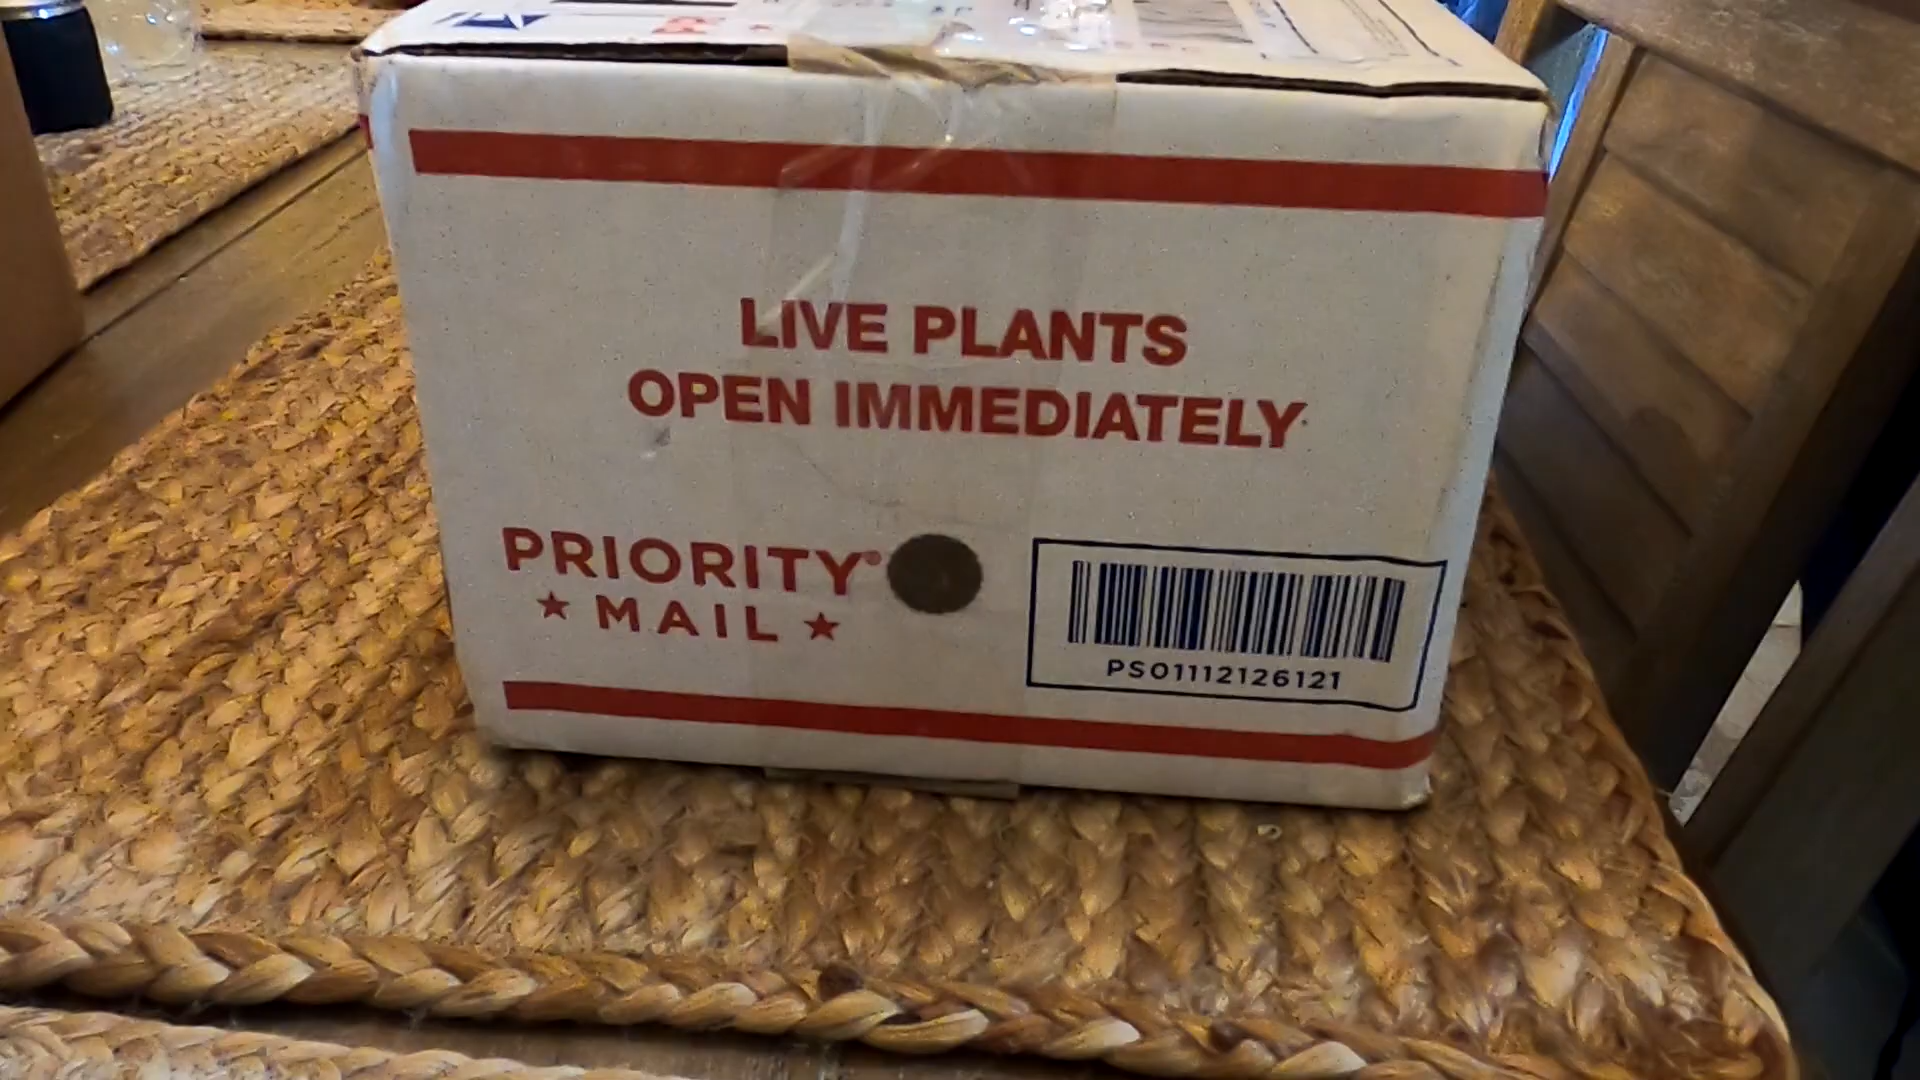 LIVE PLANTS
OPEN IMMEDIATELY
PRIORITY®
★ MAIL ★
PS01112126121